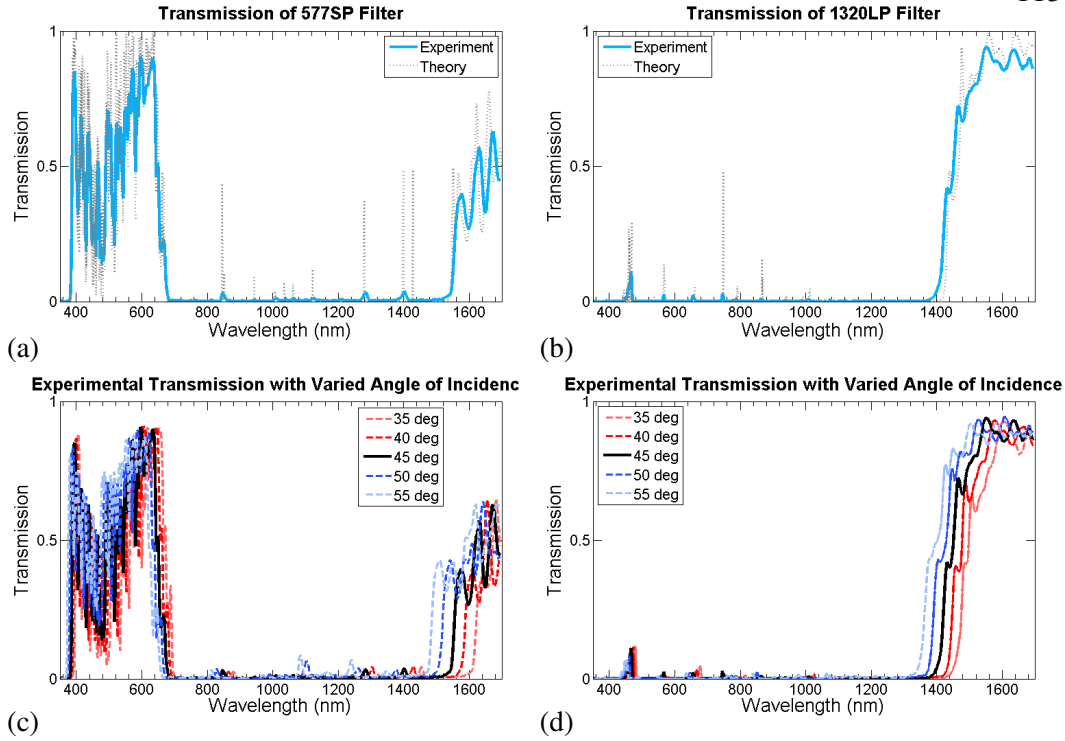 Transmission of 577SP Filter
1
Experiment
Theory
Transmission
0.5
0
400 600 800 1000 1200 1400 1600
Wavelength (nm)
(a)
Transmission of 1320LP Filter
1
Experiment
Theory
Transmission
0.5
0
400 600 800 1000 1200 1400 1600
Wavelength (nm)
(b)
Experimental Transmission with Varied Angle of Incidenc
1
35 deg
40 deg
45 deg
50 deg
55 deg
Transmission
0.5
0
400 600 800 1000 1200 1400 1600
Wavelength (nm)
(c)
Experimental Transmission with Varied Angle of Incidence
1
35 deg
40 deg
45 deg
50 deg
55 deg
Transmission
0.5
0
400 600 800 1000 1200 1400 1600
Wavelength (nm)
(d)